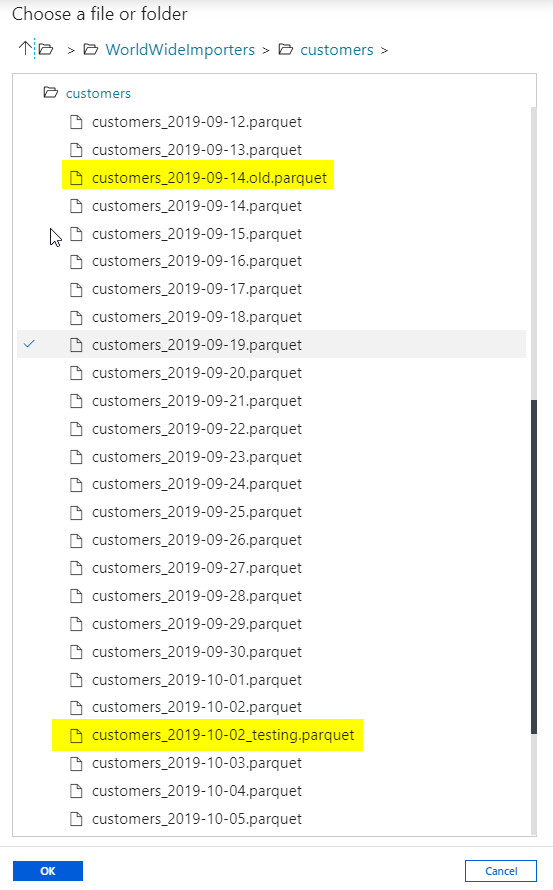 Choose a file or folder
> WorldWideImporters > customers >
customers
customers_2019-09-12.parquet
customers_2019-09-13.parquet
customers_2019-09-14.old.parquet
customers_2019-09-14.parquet
customers_2019-09-15.parquet
customers_2019-09-16.parquet
customers_2019-09-17.parquet
customers_2019-09-18.parquet
customers_2019-09-19.parquet
customers_2019-09-20.parquet
customers_2019-09-21.parquet
customers_2019-09-22.parquet
customers_2019-09-23.parquet
customers_2019-09-24.parquet
customers_2019-09-25.parquet
customers_2019-09-26.parquet
customers_2019-09-27.parquet
customers_2019-09-28.parquet
customers_2019-09-29.parquet
customers_2019-09-30.parquet
customers_2019-10-01.parquet
customers_2019-10-02.parquet
customers_2019-10-02_testing.parquet
customers_2019-10-03.parquet
customers_2019-10-04.parquet
customers_2019-10-05.parquet
OK Cancel